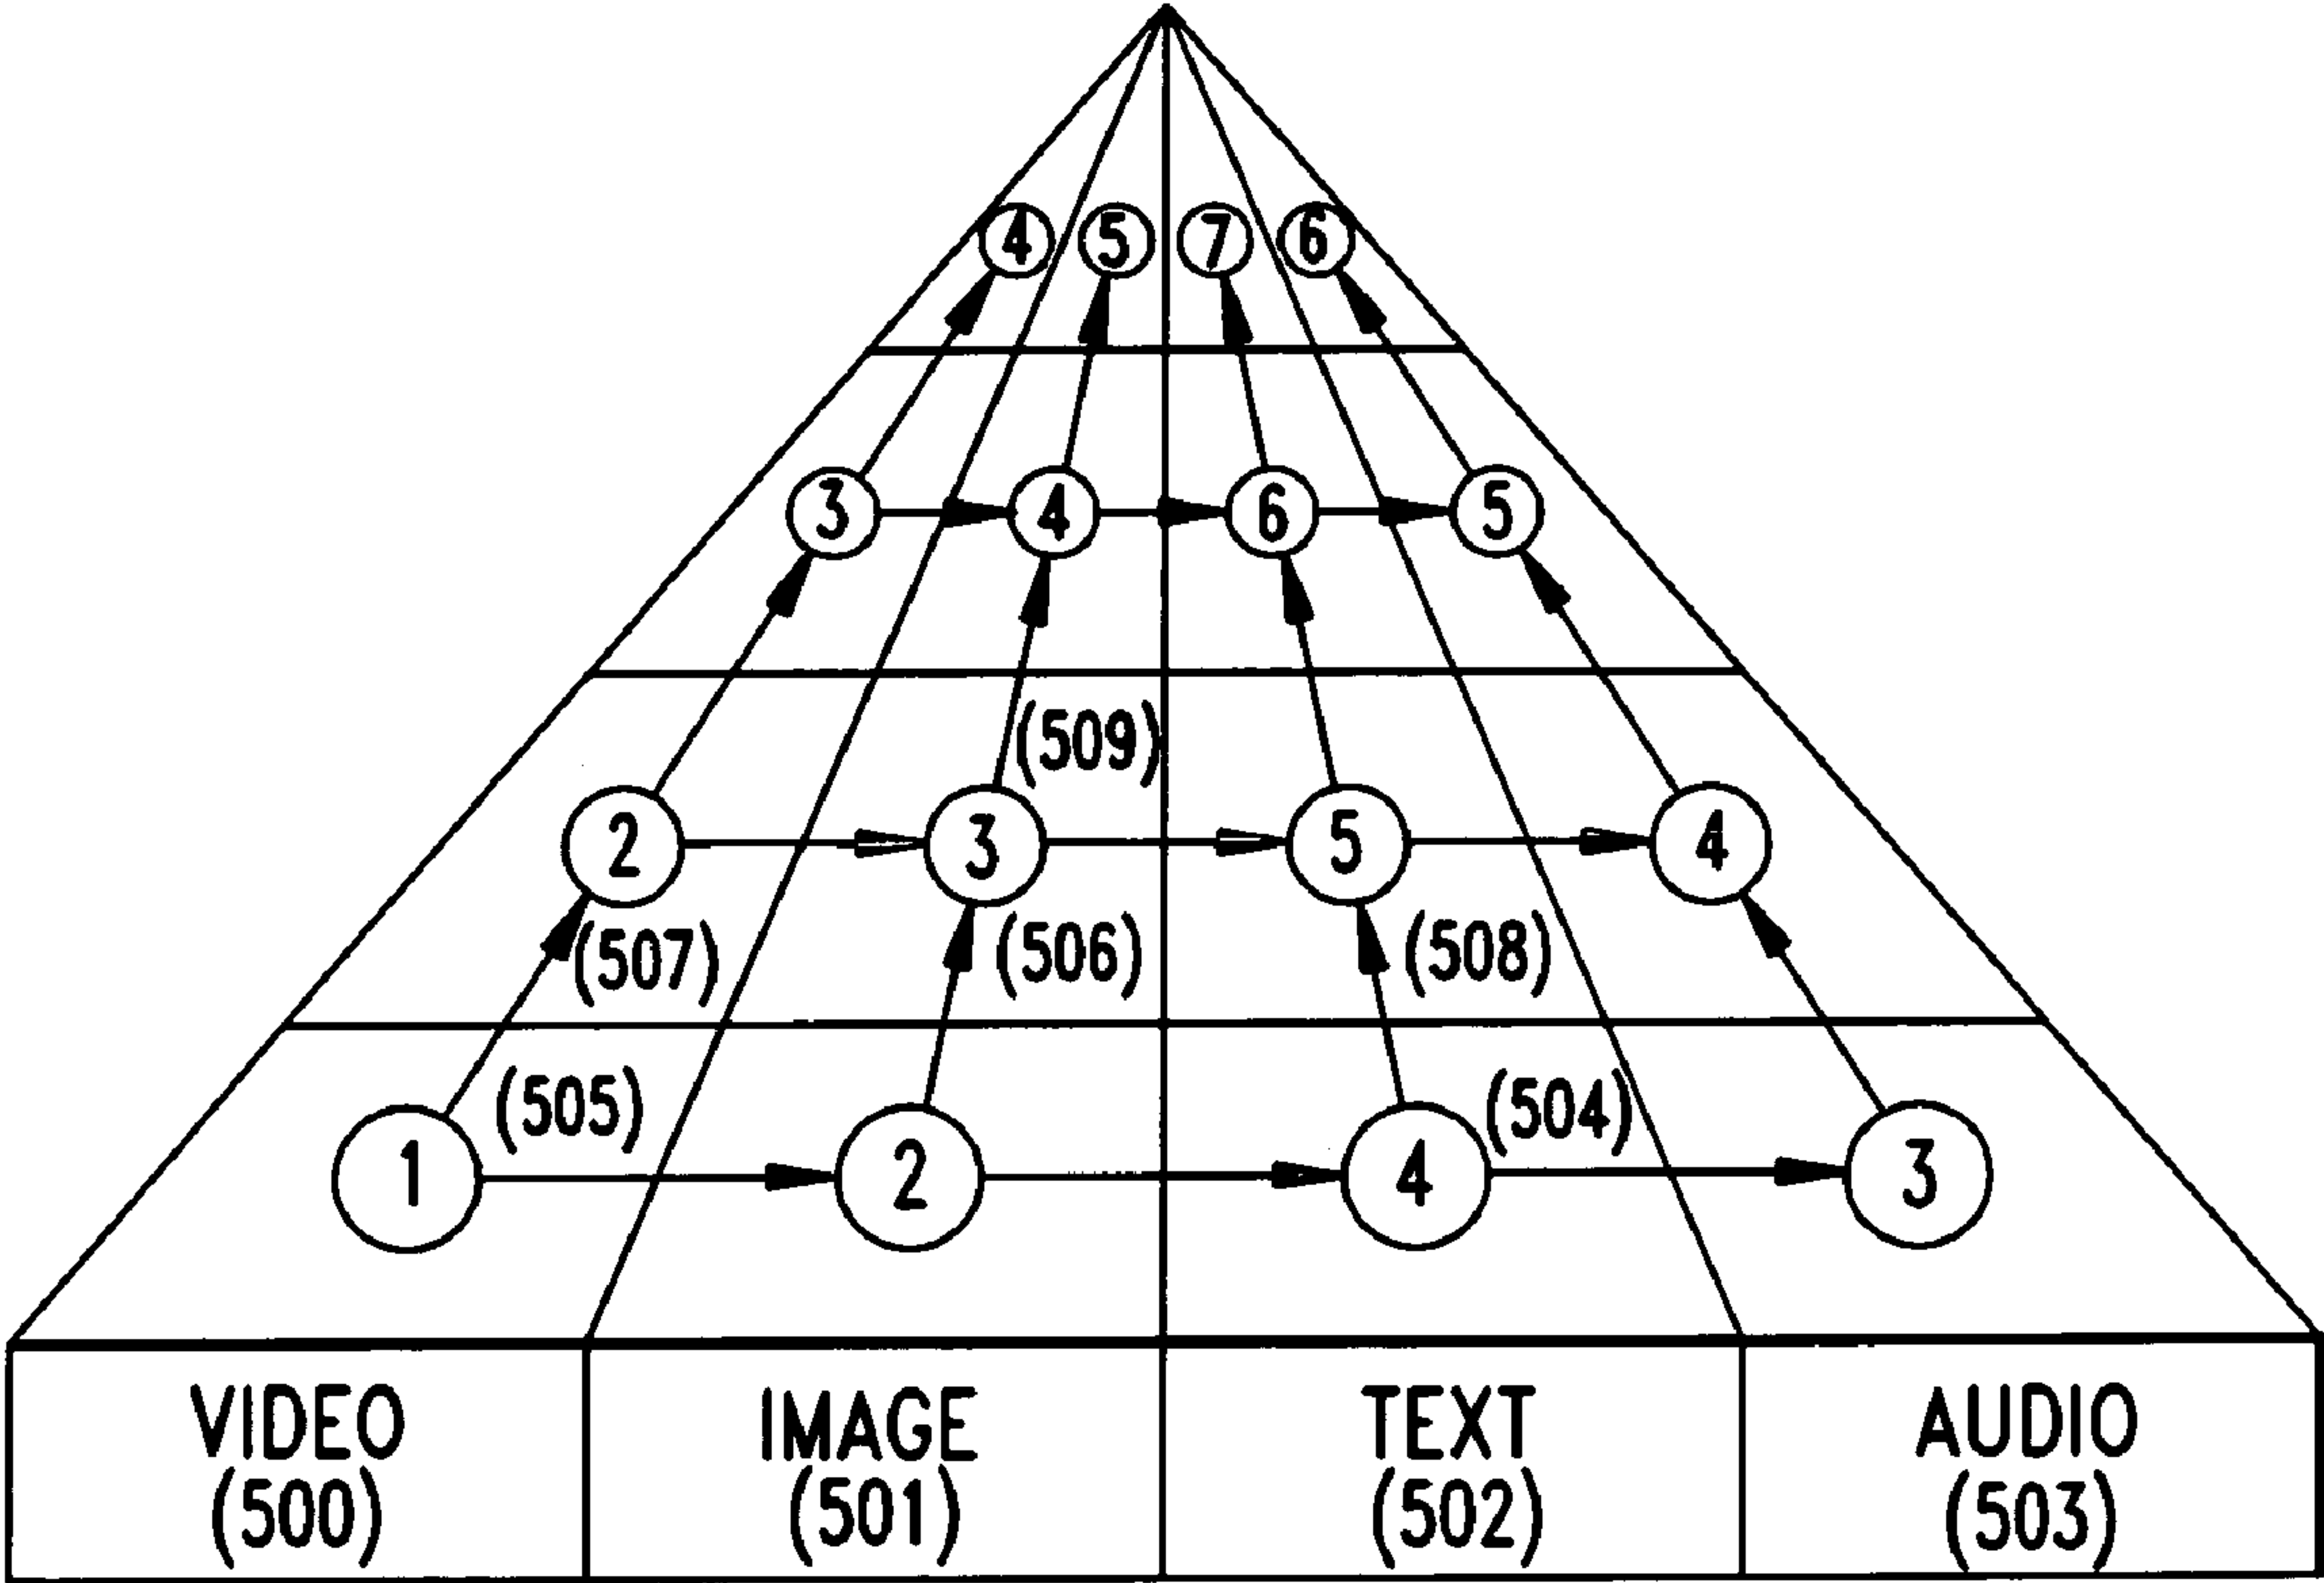 4 5 7 6
3 4 6 5
(509)
2 3 5 4
(507) (506) (508)
(505) (504)
1 2 4 3
VIDEO IMAGE TEXT AUDIO
(500) (501) (502) (503)